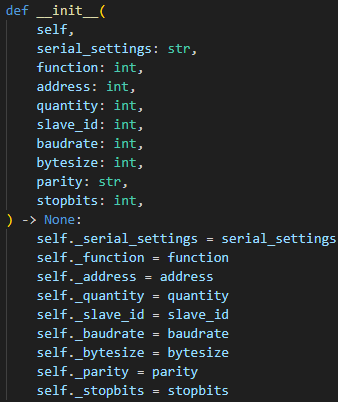 def __init__(
    self,
    serial_settings: str,
    function: int,
    address: int,
    quantity: int,
    slave_id: int,
    baudrate: int,
    bytesize: int,
    parity: str,
    stopbits: int,
) -> None:
    self._serial_settings = serial_settings
    self._function = function
    self._address = address
    self._quantity = quantity
    self._slave_id = slave_id
    self._baudrate = baudrate
    self._bytesize = bytesize
    self._parity = parity
    self._stopbits = stopbits